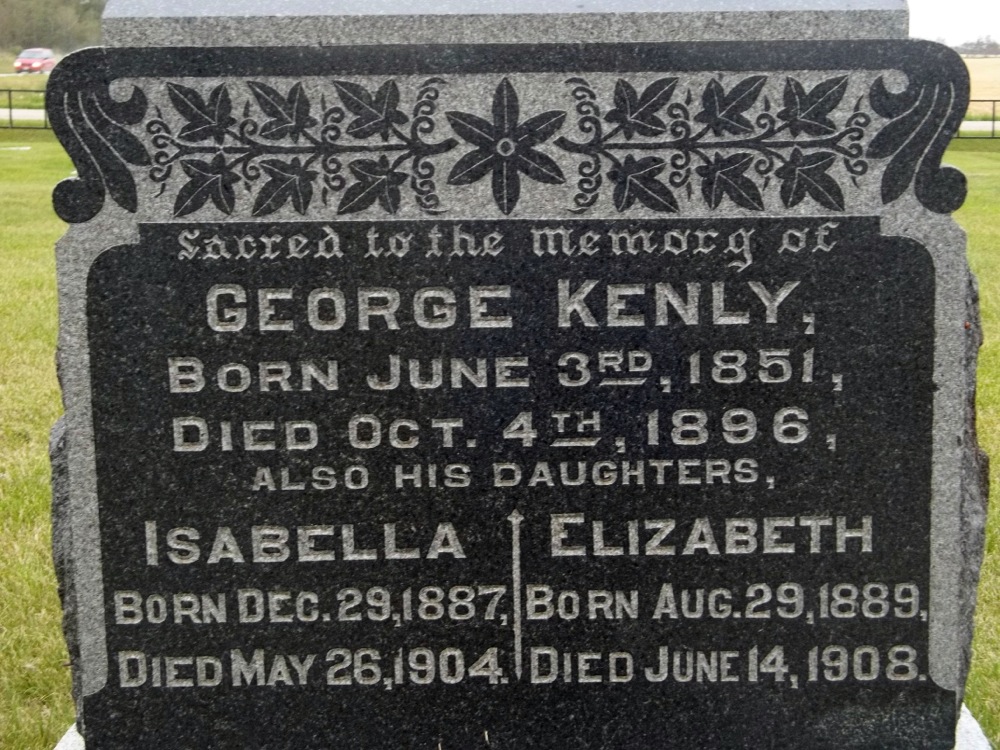 Sacred to the Memory of
GEORGE KENLY,
BORN JUNE 3RD, 1851,
DIED OCT. 4TH, 1896,
ALSO HIS DAUGHTERS,
ISABELLA
BORN DEC. 29, 1887,
DIED MAY 26, 1904.
ELIZABETH
BORN AUG. 29, 1889,
DIED JUNE 14, 1908.